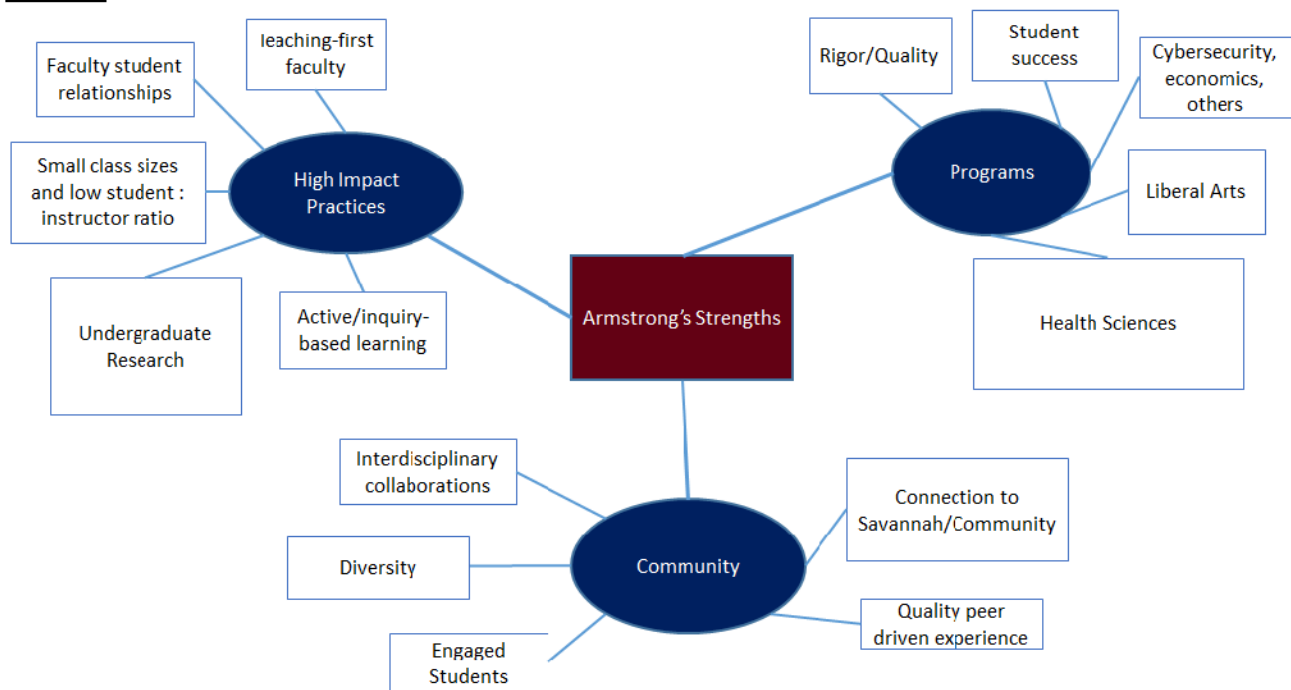 Teaching-first
faculty
Faculty student
relationships
Small class sizes
and low student :
instructor ratio
High Impact
Practices
Undergraduate
Research
Active/inquiry-
based learning
Rigor/Quality
Student
success
Cybersecurity,
economics,
others
Programs
Liberal Arts
Health Sciences
Armstrong's Strengths
Interdisciplinary
collaborations
Diversity
Engaged
Students
Community
Connection to
Savannah/Community
Quality peer
driven experience